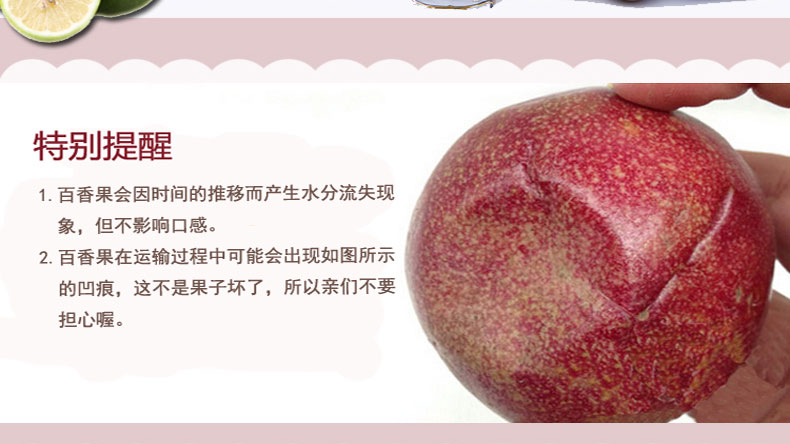 特别提醒
1. 百香果会因时间的推移而产生水分流失现
象，但不影响口感。
2. 百香果在运输过程中可能会出现如图所示
的凹痕，这不是果子坏了，所以亲们不要
担心喔。